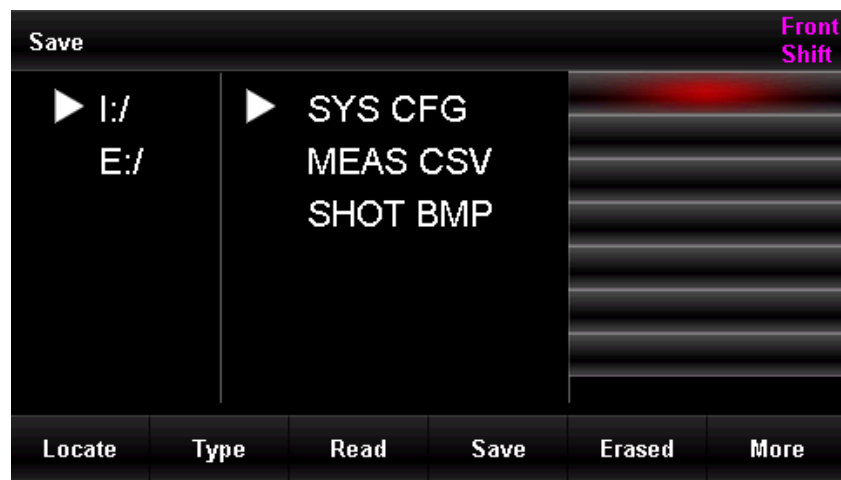 Save
Front
Shift
I:/
E:/
SYS CFG
MEAS CSV
SHOT BMP
Locate Type Read Save Erased More